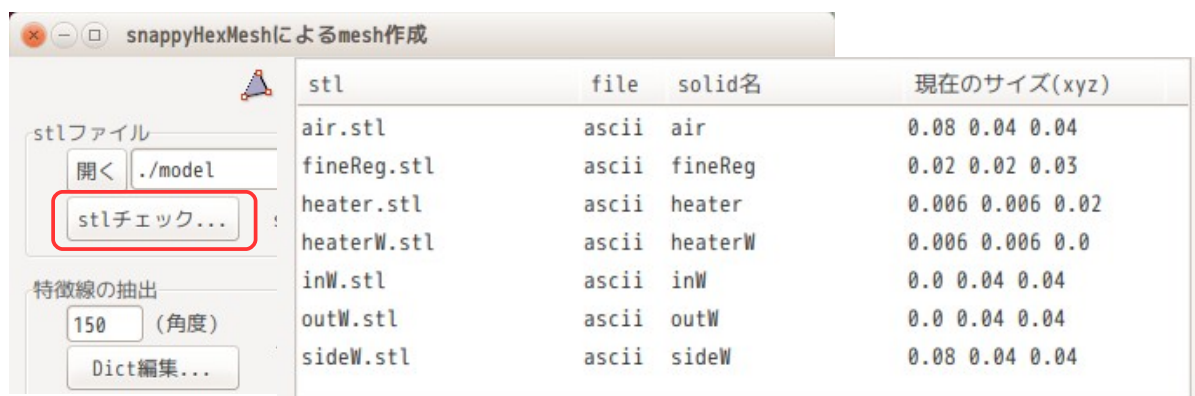 snappyHexMeshによるmesh作成
stlファイル
開く ./model
stlチェック...
特徴線の抽出
150 (角度)
Dict編集...
stl file solid名 現在のサイズ(xyz)
air.stl ascii air 0.08 0.04 0.04
fineReg.stl ascii fineReg 0.02 0.02 0.03
heater.stl ascii heater 0.006 0.006 0.02
heaterW.stl ascii heaterW 0.006 0.006 0.0
inW.stl ascii inW 0.0 0.04 0.04
outW.stl ascii outW 0.0 0.04 0.04
sideW.stl ascii sideW 0.08 0.04 0.04